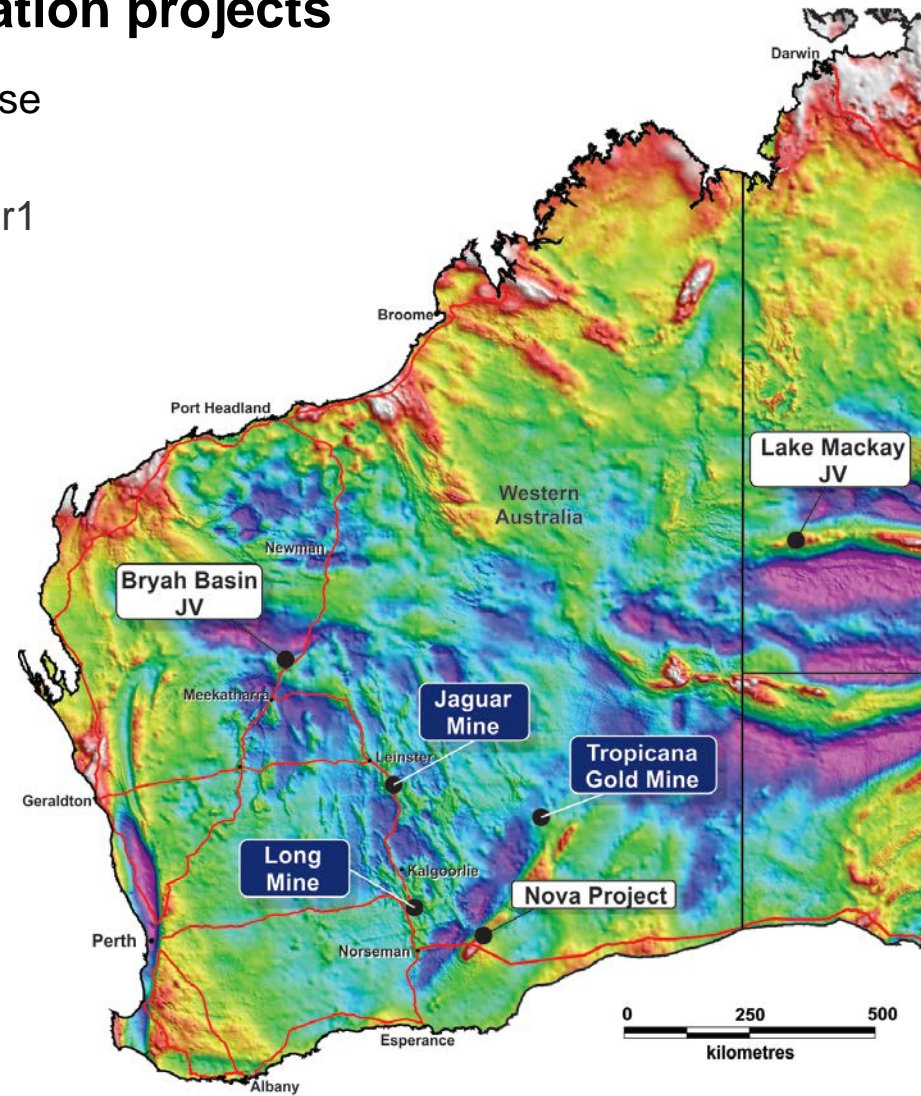 ation projects
se
r1
Darwin
Broome
Port Headland
Lake Mackay
JV
Western
Australia
Newman
Bryah Basin
JV
Meekatharra
Jaguar
Mine
Leinster
Tropicana
Gold Mine
Geraldton
Long
Mine
Kalgoorlie
Nova Project
Perth
Norseman
0 250 500
kilometres
Esperance
Albany